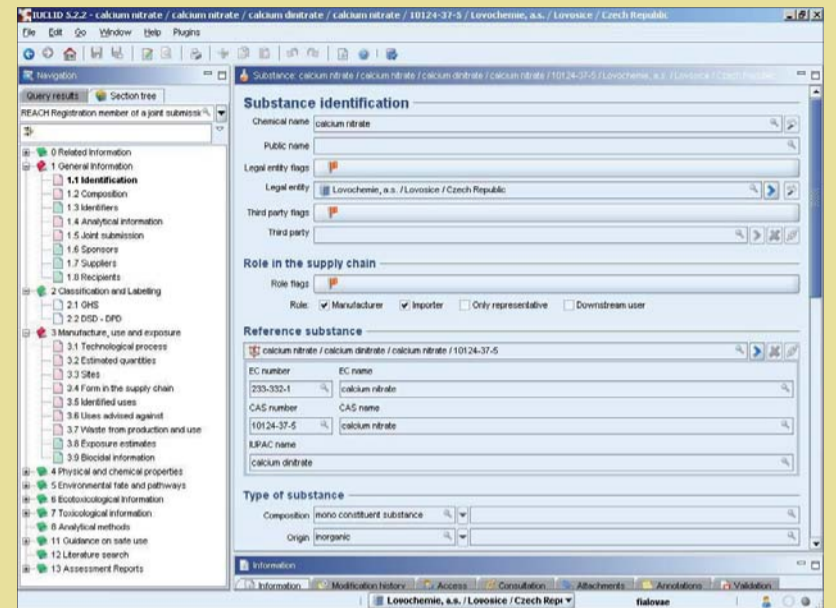 IUCLID 5.2.2 - calcium nitrate / calcium nitrate / calcium dinitrate / calcium nitrate / 10124-37-5 / Lovochemie, a.s. / Lovosice / Czech Republic
File Edit Go Window Help Plugins
Navigation
Query results Section tree
REACH Registration member of a joint submissi
0 Related Information
1 General Information
1.1 Identification
1.2 Composition
1.3 Identifiers
1.4 Analytical information
1.5 Joint submission
1.6 Sponsors
1.7 Suppliers
1.8 Recipients
2 Classification and Labelling
2.1 GHS
2.2 DSD - DPD
3 Manufacture, use and exposure
3.1 Technological process
3.2 Estimated quantities
3.3 Sites
3.4 Form in the supply chain
3.5 Identified uses
3.6 Uses advised against
3.7 Waste from production and use
3.8 Exposure estimates
3.9 Biocidal information
4 Physical and chemical properties
5 Environmental fate and pathways
6 Ecotoxicological Information
7 Toxicological information
8 Analytical methods
11 Guidance on safe use
12 Literature search
13 Assessment Reports
Substance: calcium nitrate / calcium nitrate / calcium dinitrate / calcium nitrate / 10124-37-5 / Lovochemie, a.s. / Lovosice / Czech Republic
Substance identification
Chemical name calcium nitrate
Public name
Legal entity flags
Legal entity Lovochemie, a.s. / Lovosice / Czech Republic
Third party flags
Third party
Role in the supply chain
Role flags
Role: Manufacturer Importer Only representative Downstream user
Reference substance
calcium nitrate / calcium dinitrate / calcium nitrate / 10124-37-5
EC number EC name
233-332-1 calcium nitrate
CAS number CAS name
10124-37-5 calcium nitrate
IUPAC name
calcium dinitrate
Type of substance
Composition mono constituent substance
Origin inorganic
Information
Information Modification history Access Consultation Attachments Annotations Validation
Lovochemie, a.s. / Lovosice / Czech Repu fialovae